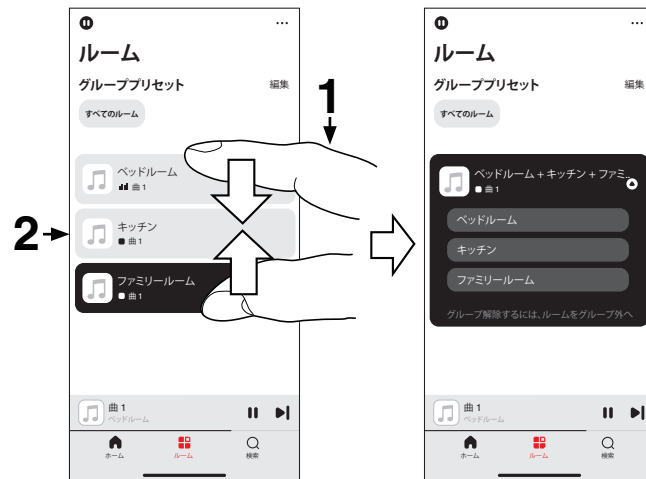 ルーム
グループプリセット 編集
すべてのルーム
1
ベッドルーム
曲 1
2
キッチン
曲 1
ファミリールーム
曲 1
曲 1
ベッドルーム
ホーム ルーム 検索
ルーム
グループプリセット 編集
すべてのルーム
ベッドルーム + キッチン + ファミ...
曲 1
ベッドルーム
キッチン
ファミリールーム
グループ解除するには、ルームをグループ外へ
曲 1
ベッドルーム
ホーム ルーム 検索